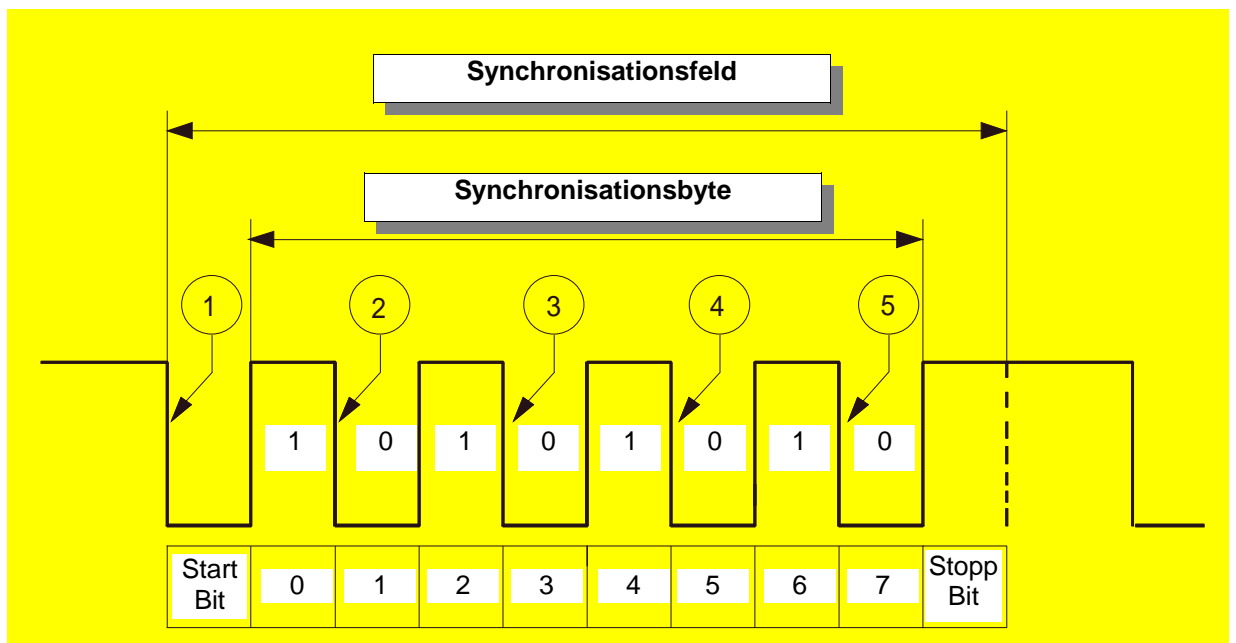 Synchronisationsfeld
Synchronisationsbyte
1 2 3 4 5
1 0 1 0 1 0 1 0
Start Bit 0 1 2 3 4 5 6 7 Stopp Bit